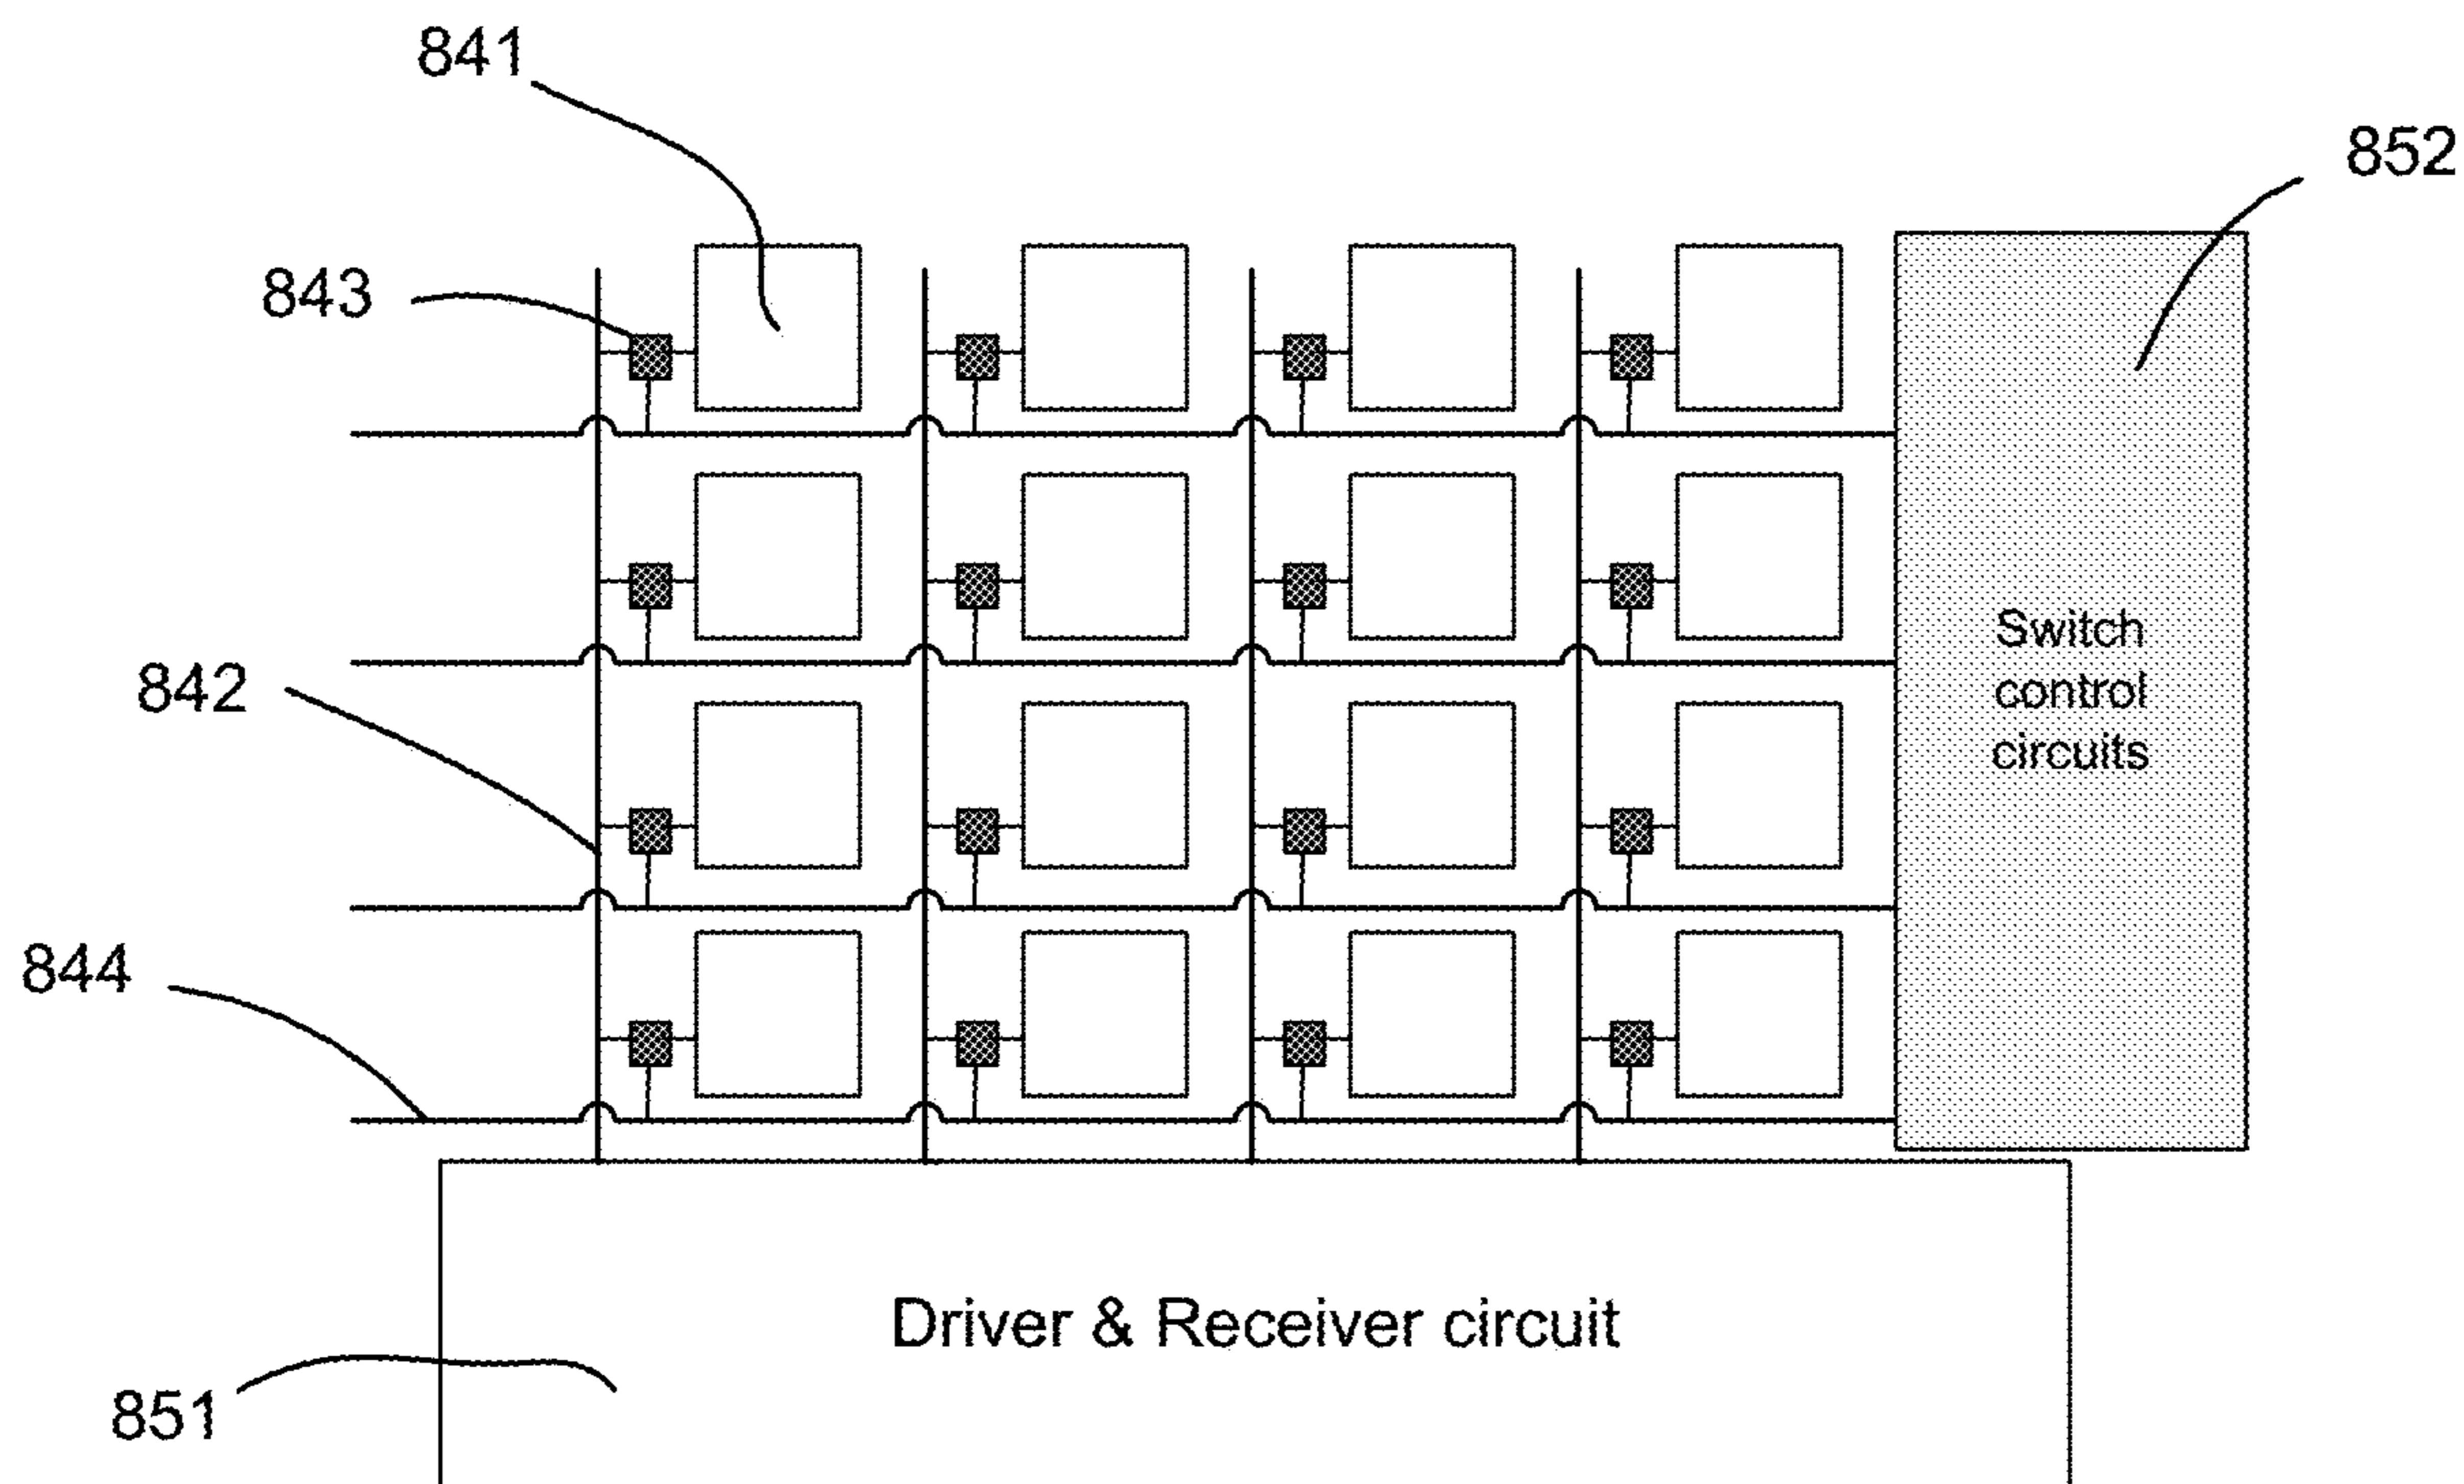 841
852
843
Switch
control
circuits
842
844
Driver & Receiver circuit
851